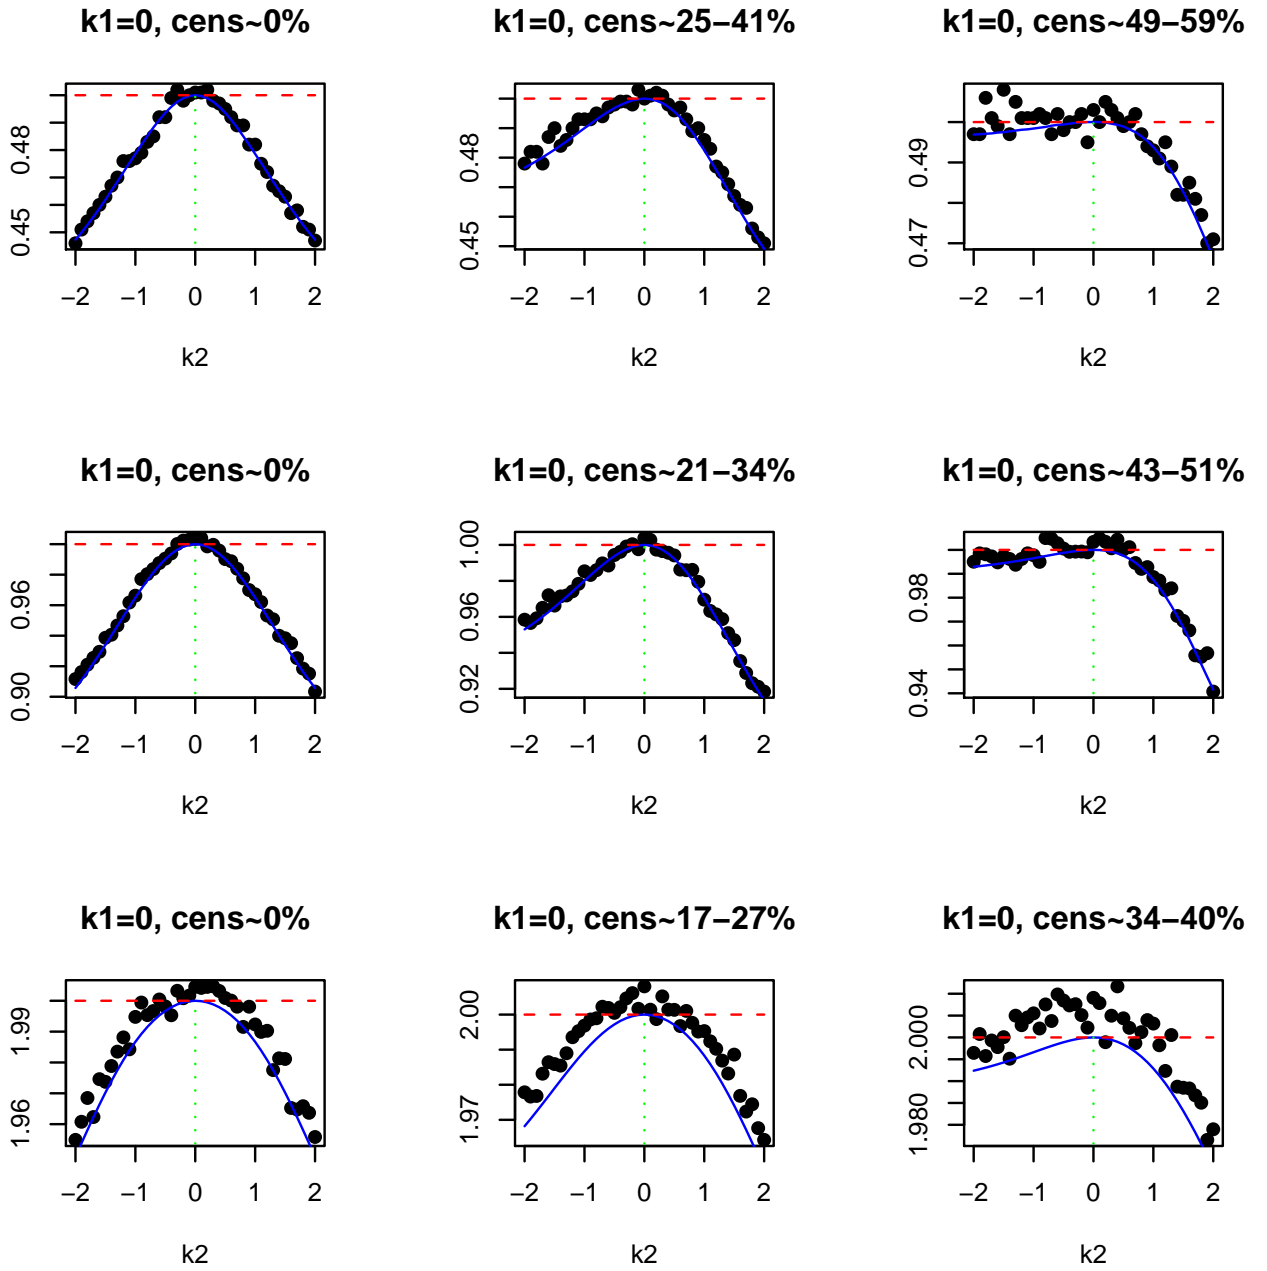 k1=0, cens~0%
0.48
0.45
−2 −1 0 1 2
k2
k1=0, cens~25−41%
0.48
0.45
−2 −1 0 1 2
k2
k1=0, cens~49−59%
0.49
0.47
−2 −1 0 1 2
k2
k1=0, cens~0%
0.96
0.90
−2 −1 0 1 2
k2
k1=0, cens~21−34%
1.00
0.96
0.92
−2 −1 0 1 2
k2
k1=0, cens~43−51%
0.98
0.94
−2 −1 0 1 2
k2
k1=0, cens~0%
1.99
1.96
−2 −1 0 1 2
k2
k1=0, cens~17−27%
2.00
1.97
−2 −1 0 1 2
k2
k1=0, cens~34−40%
2.000
1.980
−2 −1 0 1 2
k2